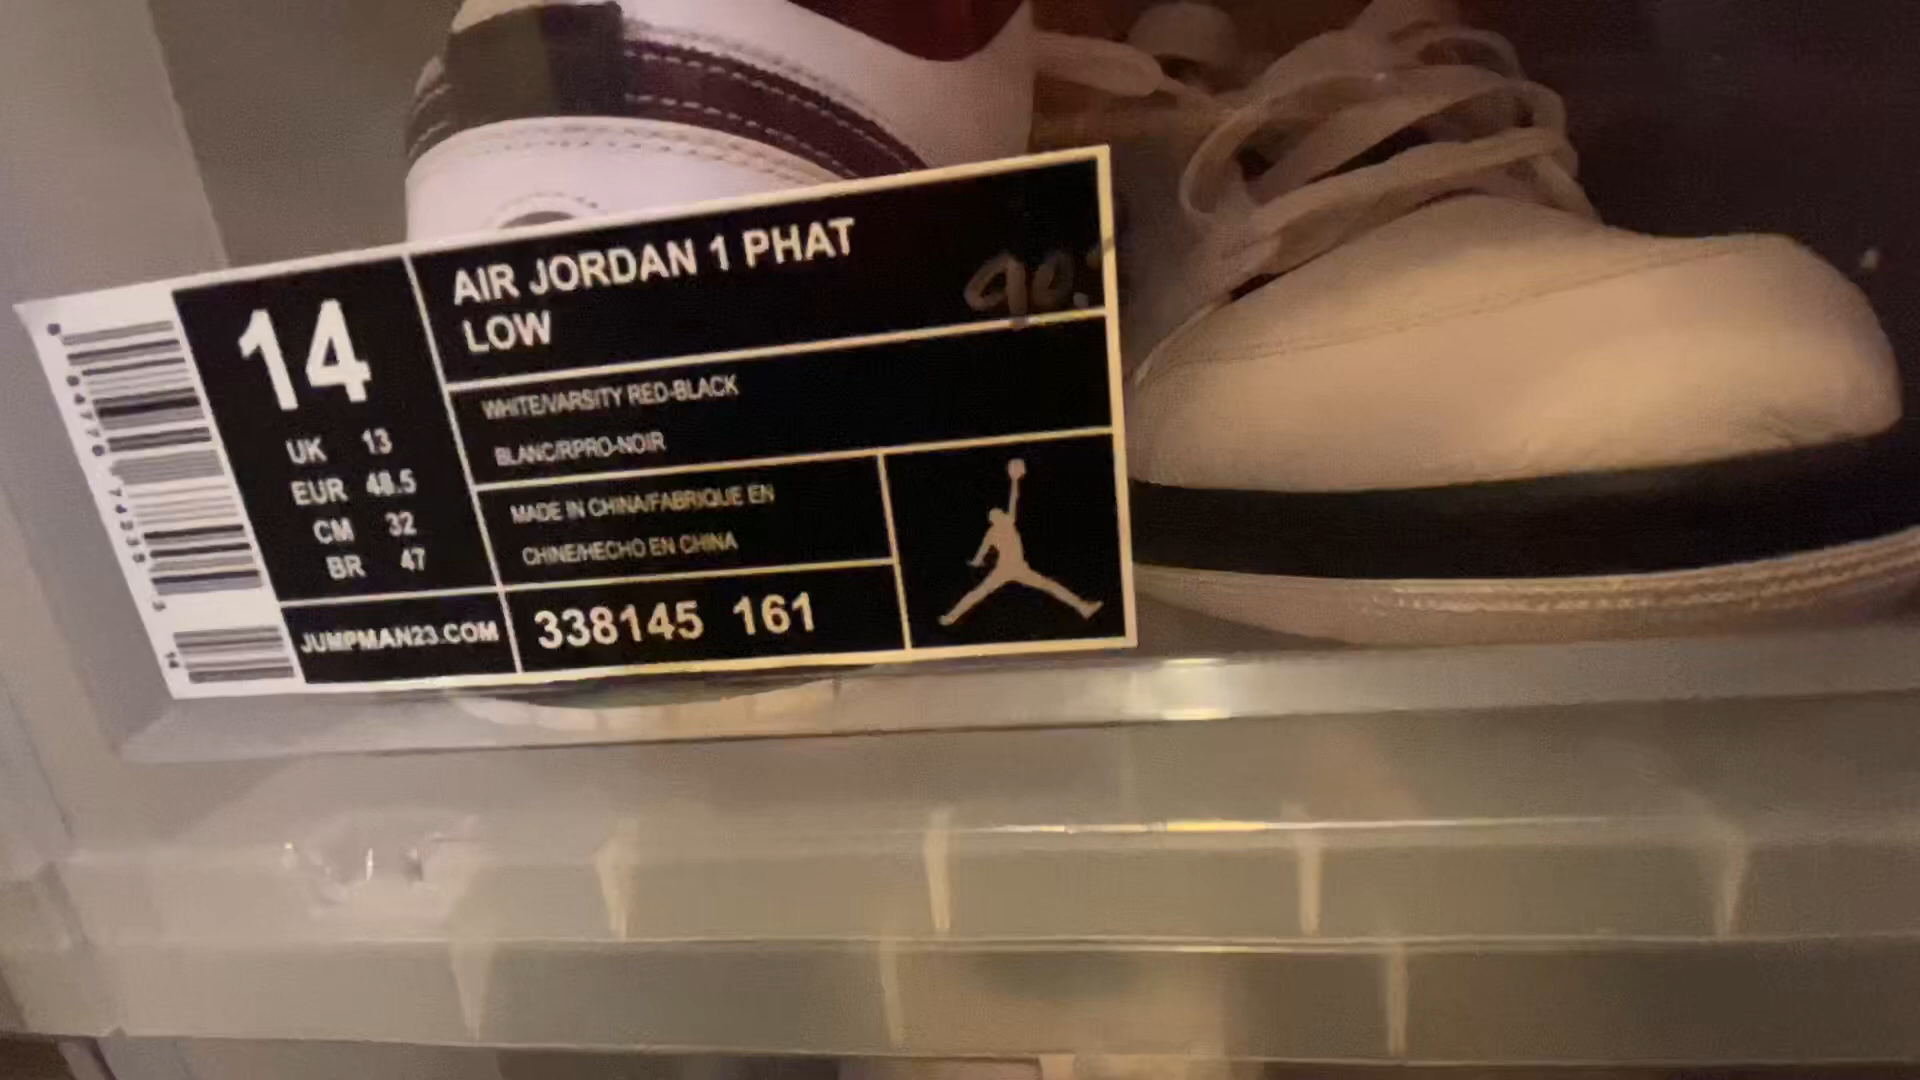 14
UK 13
EUR 48.5
CM 32
BR 47
JUMPMAN23.COM
AIR JORDAN 1 PHAT
LOW
WHITE/VARSITY RED-BLACK
BLANC/RPRO-NOIR
MADE IN CHINA/FABRIQUE EN
CHINE/HECHO EN CHINA
338145 161